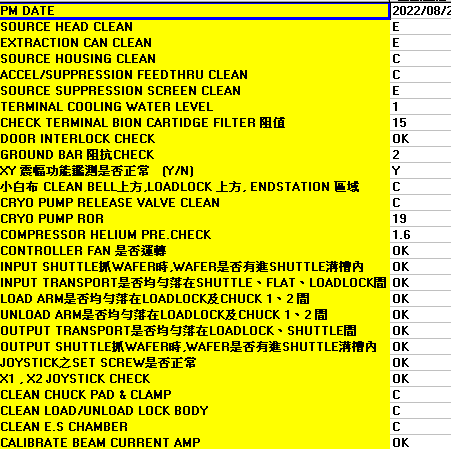 PM DATE 2022/08/2
SOURCE HEAD CLEAN E
EXTRACTION CAN CLEAN E
SOURCE HOUSING CLEAN C
ACCEL/SUPPRESSION FEEDTHRU CLEAN C
SOURCE SUPPRESSION SCREEN CLEAN E
TERMINAL COOLING WATER LEVEL 1
CHECK TERMINAL BION CARTIDGE FILTER 阻值 15
DOOR INTERLOCK CHECK OK
GROUND BAR 阻抗CHECK 2
XY 震幅功能鑑測是否正常 (Y/N) Y
小白布 CLEAN BELL上方,LOADLOCK 上方, ENDSTATION 區域 C
CRYO PUMP RELEASE VALVE CLEAN C
CRYO PUMP ROR 19
COMPRESSOR HELIUM PRE.CHECK 1.6
CONTROLLER FAN 是否運轉 OK
INPUT SHUTTLE抓WAFER時,WAFER是否有進SHUTTLE溝槽內 OK
INPUT TRANSPORT是否均勻落在SHUTTLE、FLAT、LOADLOCK間 OK
LOAD ARM是否均勻落在LOADLOCK及CHUCK 1、2 間 OK
UNLOAD ARM是否均勻落在LOADLOCK及CHUCK 1、2 間 OK
OUTPUT TRANSPORT是否均勻落在LOADLOCK、SHUTTLE間 OK
OUTPUT SHUTTLE抓WAFER時,WAFER是否有進SHUTTLE溝槽內 OK
JOYSTICK之SET SCREW是否正常 OK
X1 , X2 JOYSTICK CHECK OK
CLEAN CHUCK PAD & CLAMP C
CLEAN LOAD/UNLOAD LOCK BODY C
CLEAN E.S CHAMBER C
CALIBRATE BEAM CURRENT AMP OK